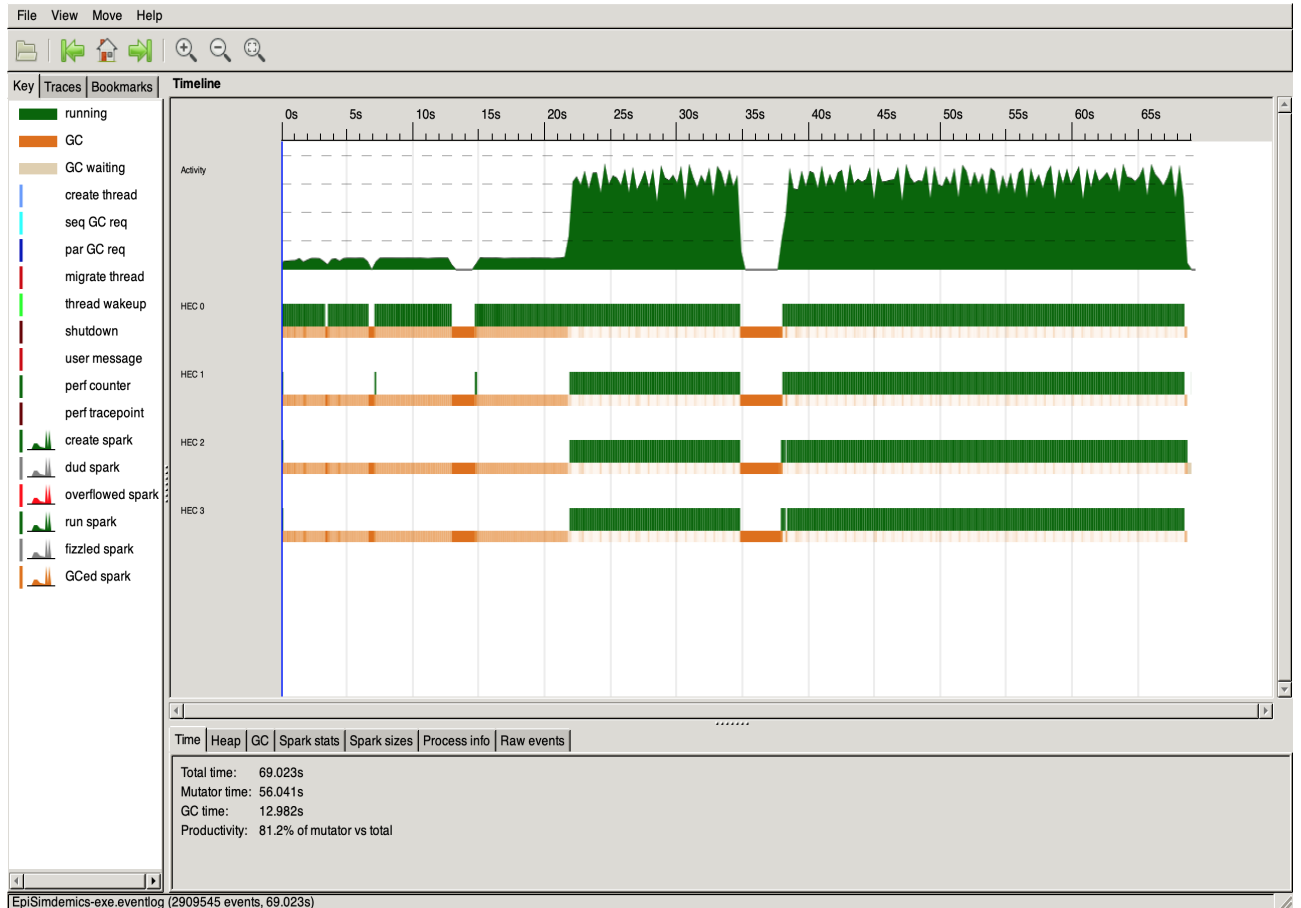 File View Move Help
Key Traces Bookmarks
Timeline
running
GC
GC waiting
create thread
seq GC req
par GC req
migrate thread
thread wakeup
shutdown
user message
perf counter
perf tracepoint
create spark
dud spark
overflowed spark
run spark
fizzled spark
GCed spark
0s 5s 10s 15s 20s 25s 30s 35s 40s 45s 50s 55s 60s 65s
Activity
HEC 0
HEC 1
HEC 2
HEC 3
Time Heap GC Spark stats Spark sizes Process info Raw events
Total time: 69.023s
Mutator time: 56.041s
GC time: 12.982s
Productivity: 81.2% of mutator vs total
EpiSimdemics-exe.eventlog (2909545 events, 69.023s)